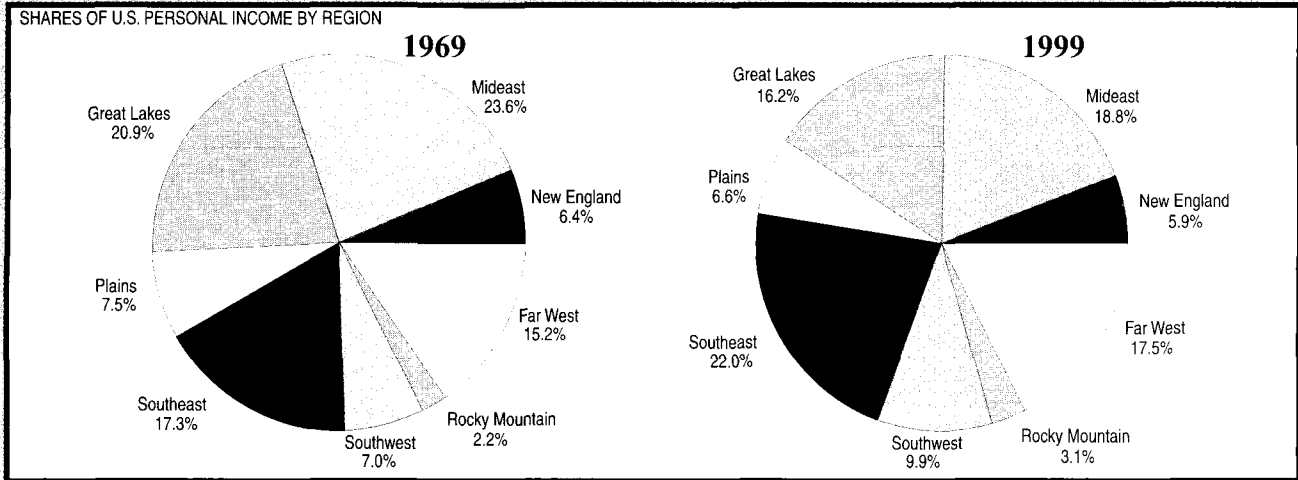 SHARES OF U.S. PERSONAL INCOME BY REGION
1969
Mideast
23.6%
Great Lakes
20.9%
New England
6.4%
Plains
7.5%
Far West
15.2%
Southeast
17.3%
Rocky Mountain
2.2%
Southwest
7.0%
1999
Great Lakes
16.2%
Mideast
18.8%
Plains
6.6%
New England
5.9%
Far West
17.5%
Southeast
22.0%
Rocky Mountain
3.1%
Southwest
9.9%